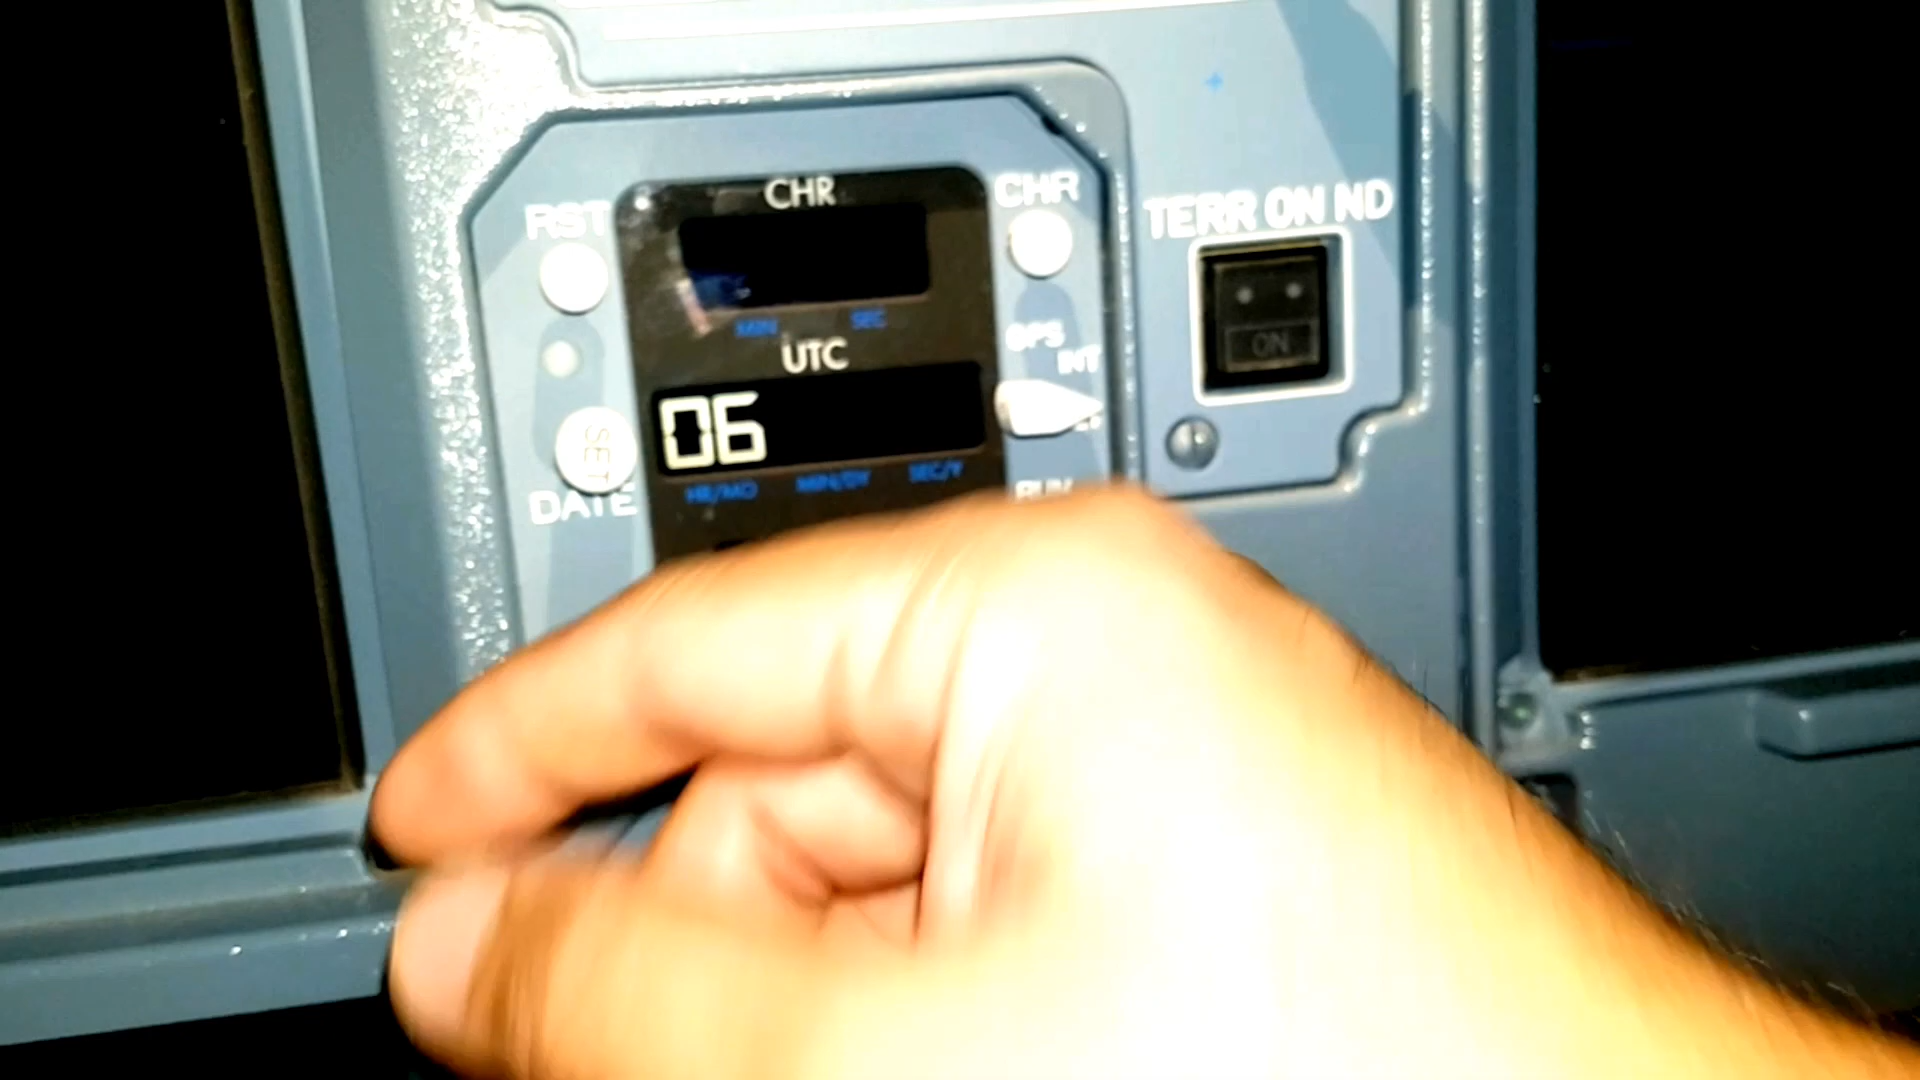 CHR
CHR
RST
TERR ON ND
MIN SEC
UTC
GPS
INT
ON
06
SET
HR/MO MIN/DY SEC/Y
DATE
RUN